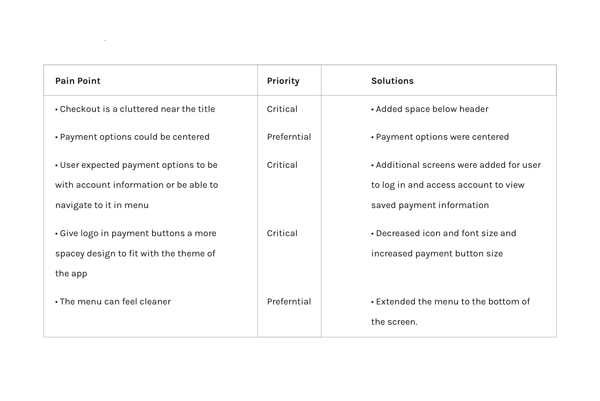 Pain Point Priority Solutions
• Checkout is a cluttered near the title Critical • Added space below header
• Payment options could be centered Preferntial • Payment options were centered
• User expected payment options to be Critical • Additional screens were added for user
with account information or be able to to log in and access account to view
navigate to it in menu saved payment information
• Give logo in payment buttons a more Critical • Decreased icon and font size and
spacey design to fit with the theme of increased payment button size
the app
• The menu can feel cleaner Preferntial • Extended the menu to the bottom of
the screen.